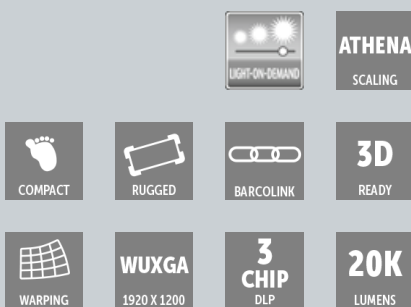 LIGHT-ON-DEMAND
ATHENA
SCALING
COMPACT
RUGGED
BARCOLINK
3D
READY
WARPING
WUXGA
1920 X 1200
3
CHIP
DLP
20K
LUMENS